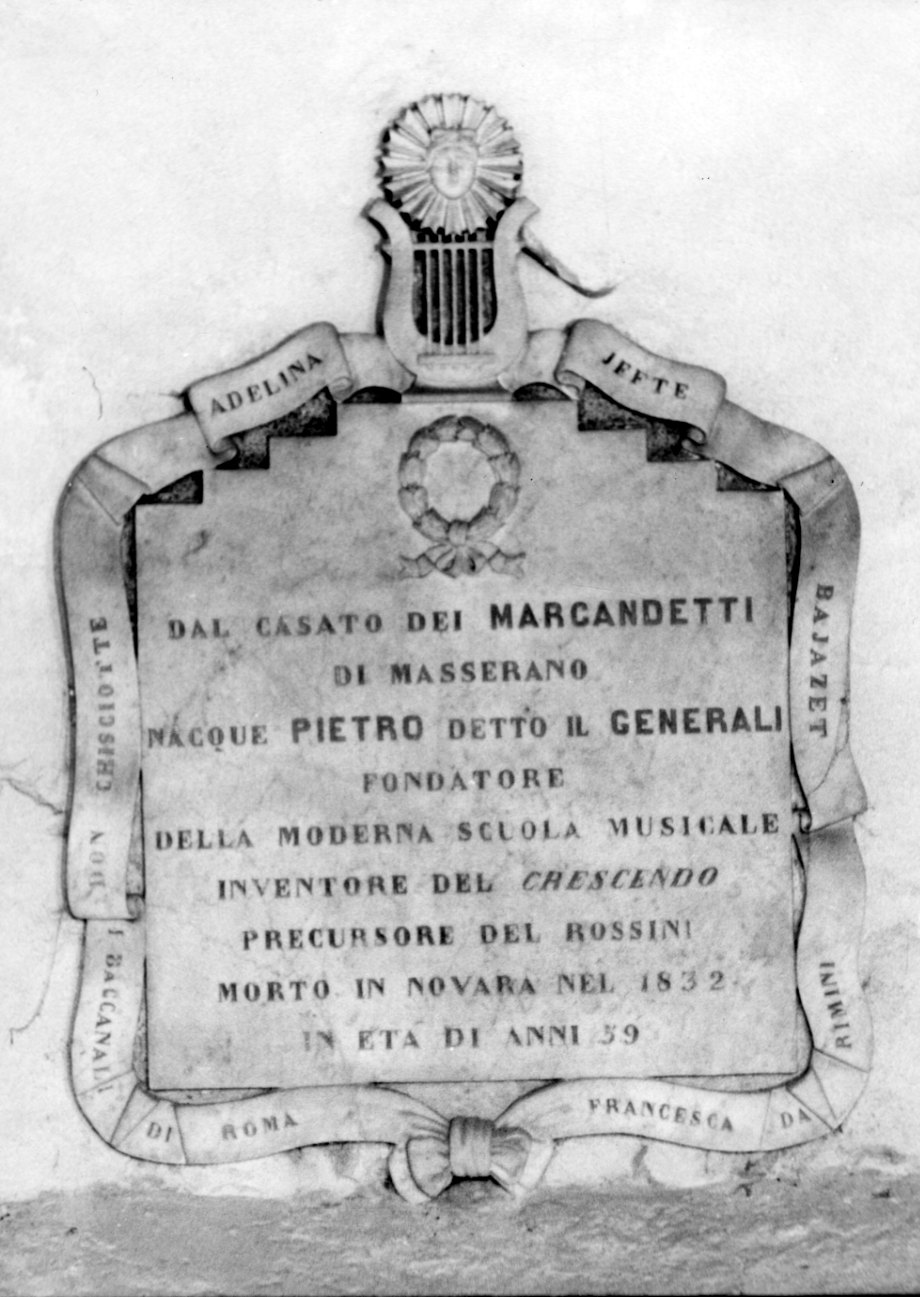 ADELINA
JEFTE
BAJAZET
DON CHISCIOTTE
I BACCANALI
DI ROMA
FRANCESCA DA
RIMINI
DAL CASATO DEI MARCANDETTI
DI MASSERANO
NACQUE PIETRO DETTO IL GENERALI
FONDATORE
DELLA MODERNA SCUOLA MUSICALE
INVENTORE DEL CRESCENDO
PRECURSORE DEL ROSSINI
MORTO IN NOVARA NEL 1832
IN ETA DI ANNI 59